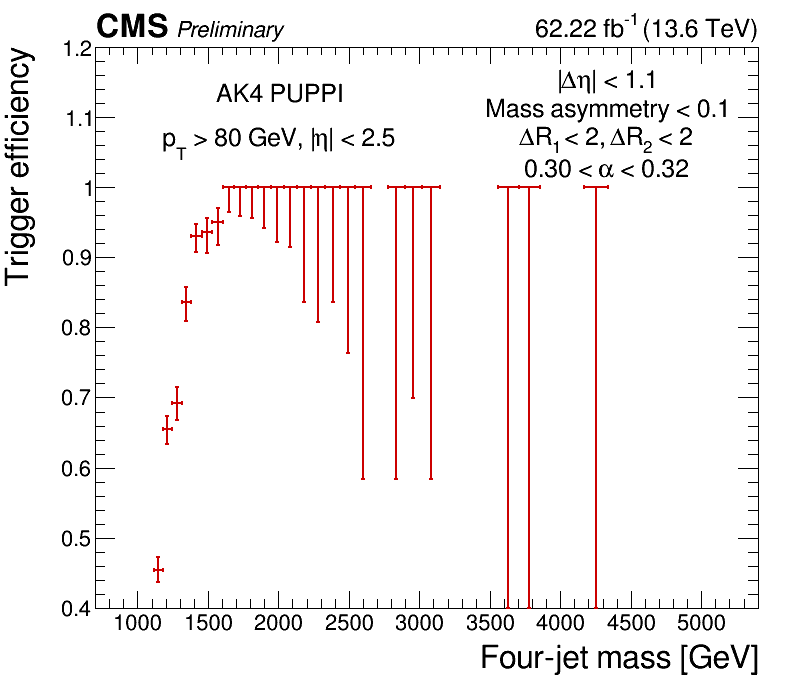 CMS Preliminary 62.22 fb⁻¹ (13.6 TeV)
Trigger efficiency
1.2
1.1
1
0.9
0.8
0.7
0.6
0.5
0.4
AK4 PUPPI
p_T > 80 GeV, |η| < 2.5
|Δη| < 1.1
Mass asymmetry < 0.1
ΔR₁ < 2, ΔR₂ < 2
0.30 < α < 0.32
1000 1500 2000 2500 3000 3500 4000 4500 5000
Four-jet mass [GeV]